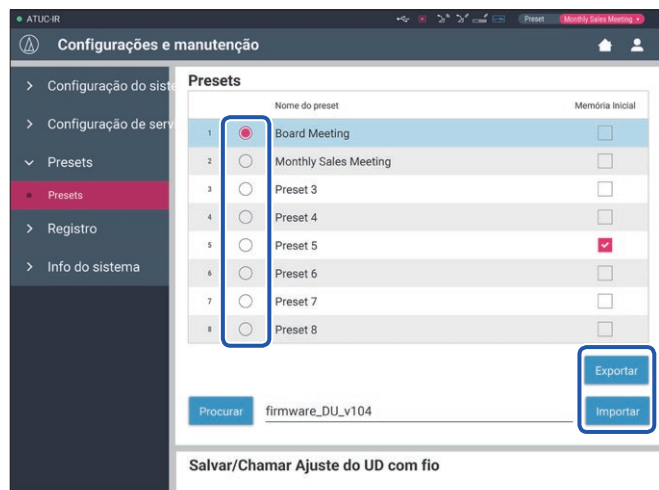 ATUC-IR
Preset Monthly Sales Meeting
Configurações e manutenção
Configuração do siste
Configuração de serv
Presets
Presets
Registro
Info do sistema
Presets
Nome do preset Memória Inicial
1 Board Meeting
2 Monthly Sales Meeting
3 Preset 3
4 Preset 4
5 Preset 5
6 Preset 6
7 Preset 7
8 Preset 8
Exportar
Procurar firmware_DU_v104 Importar
Salvar/Chamar Ajuste do UD com fio